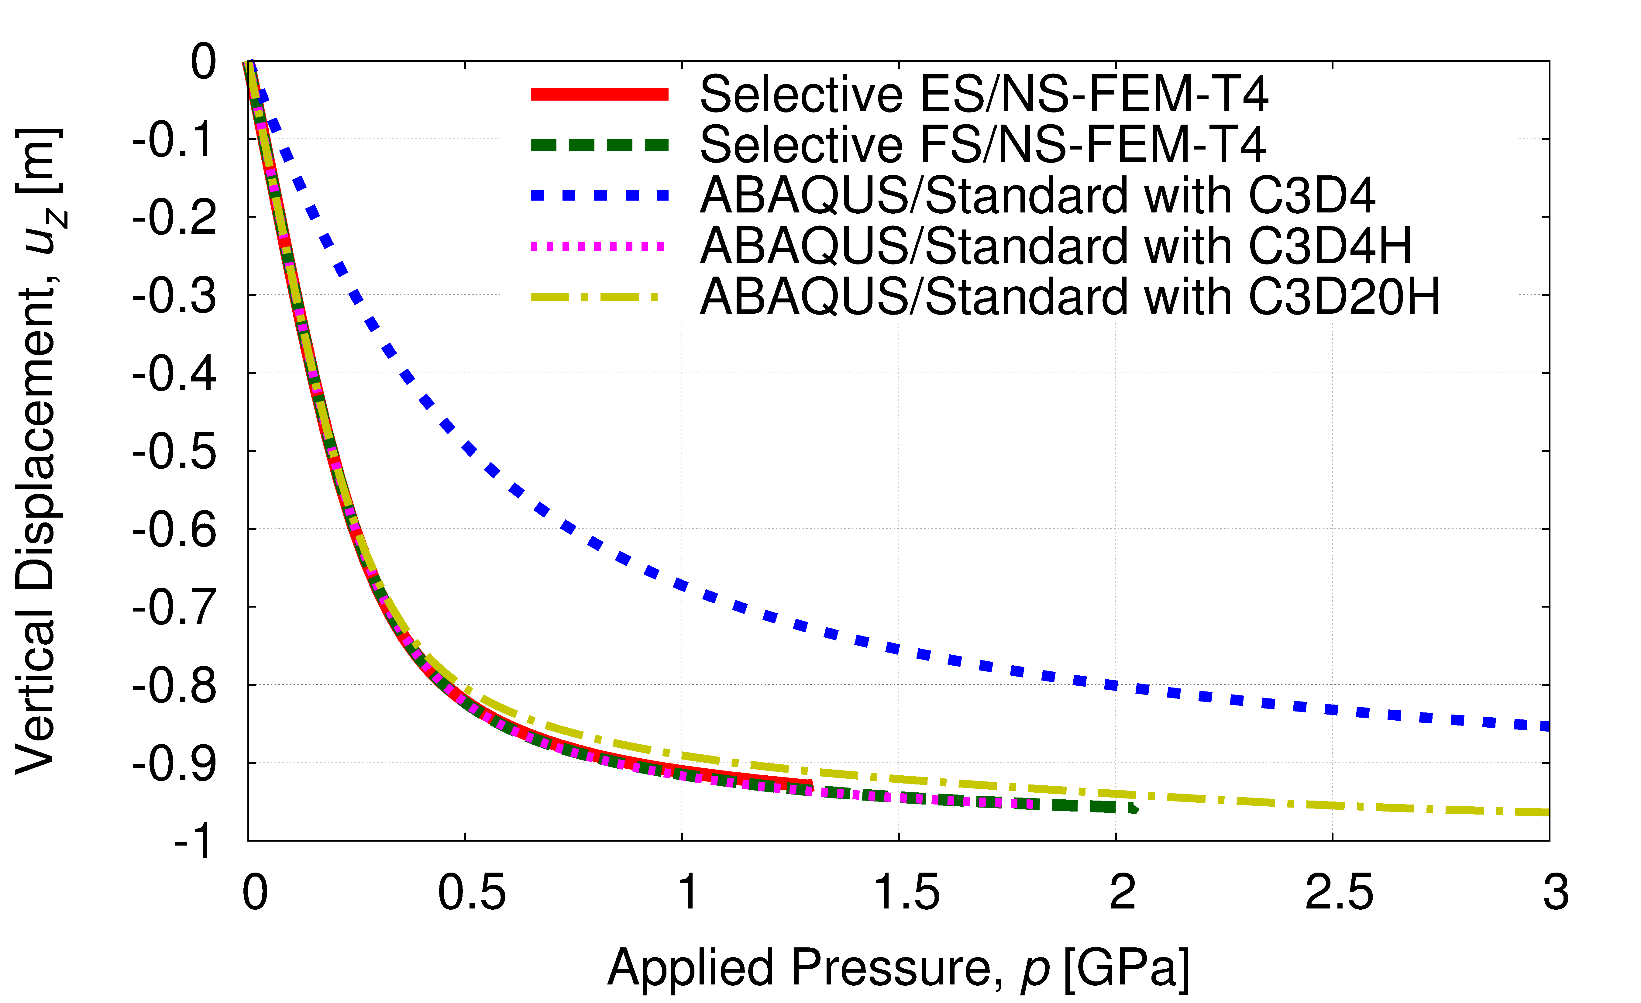 Selective ES/NS-FEM-T4
Selective FS/NS-FEM-T4
ABAQUS/Standard with C3D4
ABAQUS/Standard with C3D4H
ABAQUS/Standard with C3D20H
Vertical Displacement, u_z [m]
0
-0.1
-0.2
-0.3
-0.4
-0.5
-0.6
-0.7
-0.8
-0.9
-1
0 0.5 1 1.5 2 2.5 3
Applied Pressure, p [GPa]